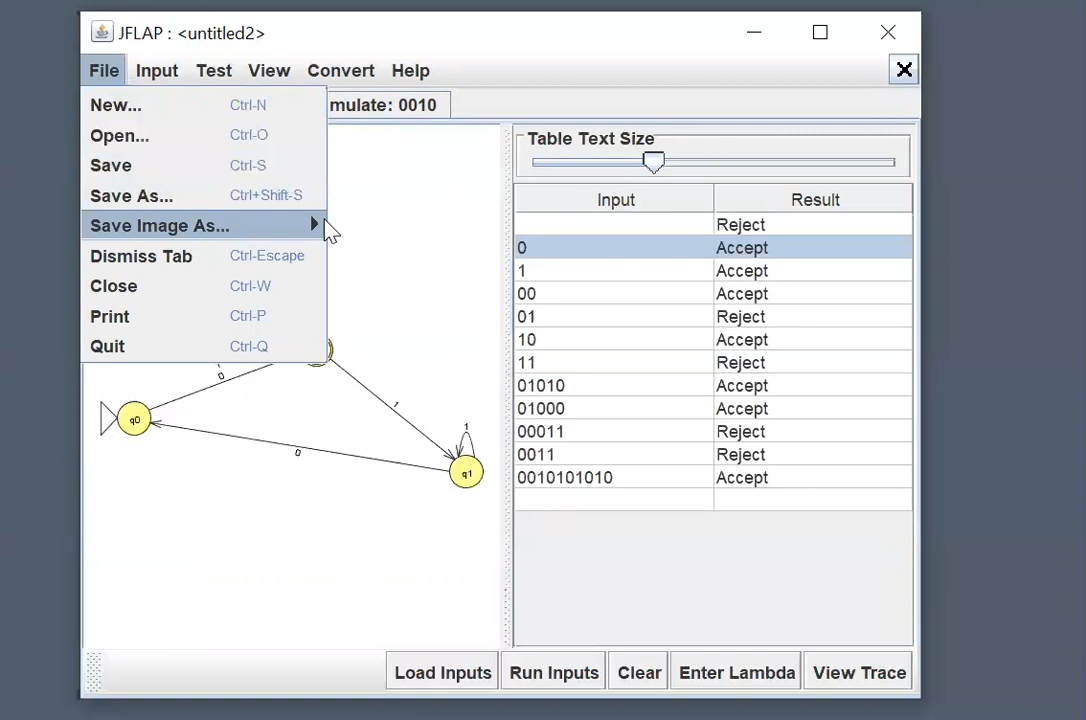 JFLAP : <untitled2>
File Input Test View Convert Help
mulate: 0010
New... Ctrl-N
Open... Ctrl-O
Save Ctrl-S
Save As... Ctrl+Shift-S
Save Image As...
Dismiss Tab Ctrl-Escape
Close Ctrl-W
Print Ctrl-P
Quit Ctrl-Q
0
q0
1
0
1
q1
Table Text Size
Input Result
Reject
0 Accept
1 Accept
00 Accept
01 Reject
10 Accept
11 Reject
01010 Accept
01000 Accept
00011 Reject
0011 Reject
0010101010 Accept
Load Inputs Run Inputs Clear Enter Lambda View Trace